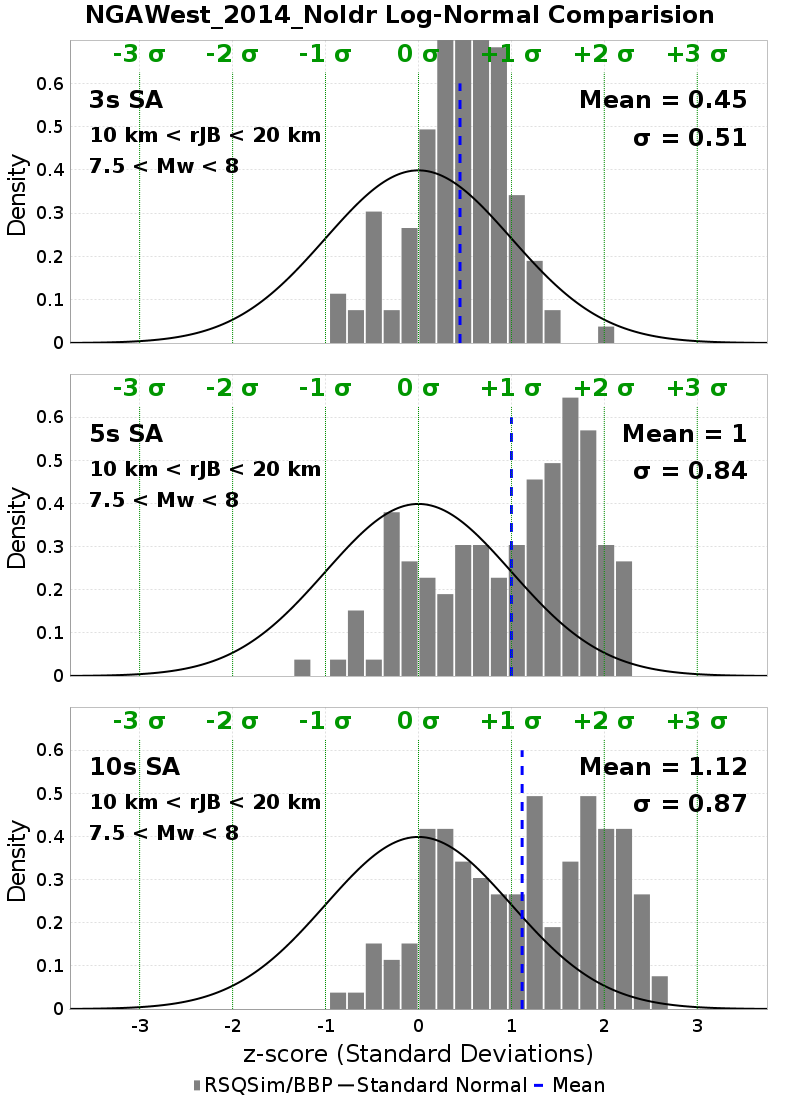 NGAWest_2014_NoIdr Log-Normal Comparision
-3 σ -2 σ -1 σ 0 σ +1 σ +2 σ +3 σ
3s SA
Mean = 0.45
10 km < rJB < 20 km
σ = 0.51
7.5 < Mw < 8
Density
0.6
0.5
0.4
0.3
0.2
0.1
0
-3 σ -2 σ -1 σ 0 σ +1 σ +2 σ +3 σ
5s SA
Mean = 1
10 km < rJB < 20 km
σ = 0.84
7.5 < Mw < 8
Density
0.6
0.5
0.4
0.3
0.2
0.1
0
-3 σ -2 σ -1 σ 0 σ +1 σ +2 σ +3 σ
10s SA
Mean = 1.12
10 km < rJB < 20 km
σ = 0.87
7.5 < Mw < 8
Density
0.6
0.5
0.4
0.3
0.2
0.1
0
-3 -2 -1 0 1 2 3
z-score (Standard Deviations)
RSQSim/BBP Standard Normal Mean